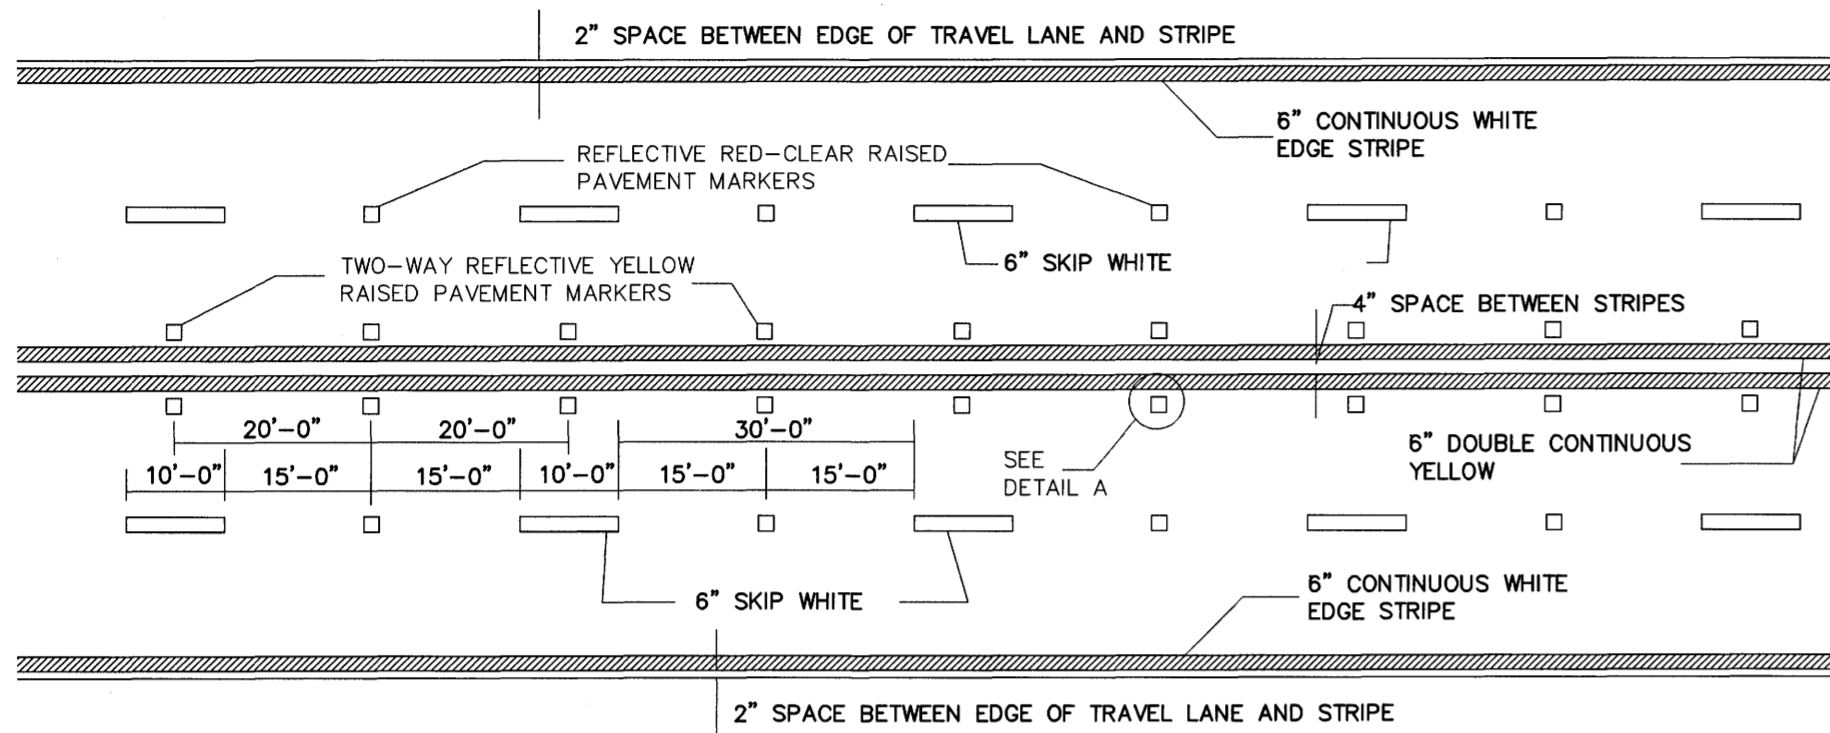 2" SPACE BETWEEN EDGE OF TRAVEL LANE AND STRIPE
6" CONTINUOUS WHITE
EDGE STRIPE
REFLECTIVE RED-CLEAR RAISED
PAVEMENT MARKERS
6" SKIP WHITE
TWO-WAY REFLECTIVE YELLOW
RAISED PAVEMENT MARKERS
4" SPACE BETWEEN STRIPES
20'-0" 20'-0" 30'-0"
10'-0" 15'-0" 15'-0" 10'-0" 15'-0" 15'-0"
SEE
DETAIL A
6" DOUBLE CONTINUOUS
YELLOW
6" SKIP WHITE
6" CONTINUOUS WHITE
EDGE STRIPE
2" SPACE BETWEEN EDGE OF TRAVEL LANE AND STRIPE